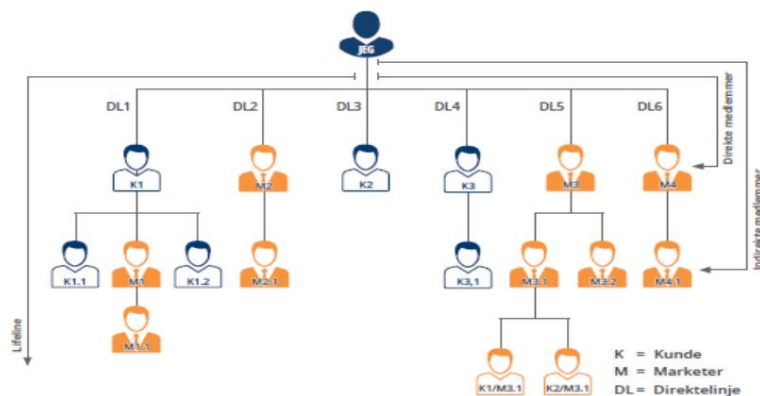 JEG
DL1
DL2
DL3
DL4
DL5
DL6
Direkte medlemmer
K1
M2
K2
K3
M3
M4
Indirekte medlemmer
K1.1
M1
K1.2
M2.1
K3,1
M3.1
M3.2
M4.1
Lifeline
M1.1
K1/M3.1
K2/M3.1
K = Kunde
M = Marketer
DL = Direktelinje